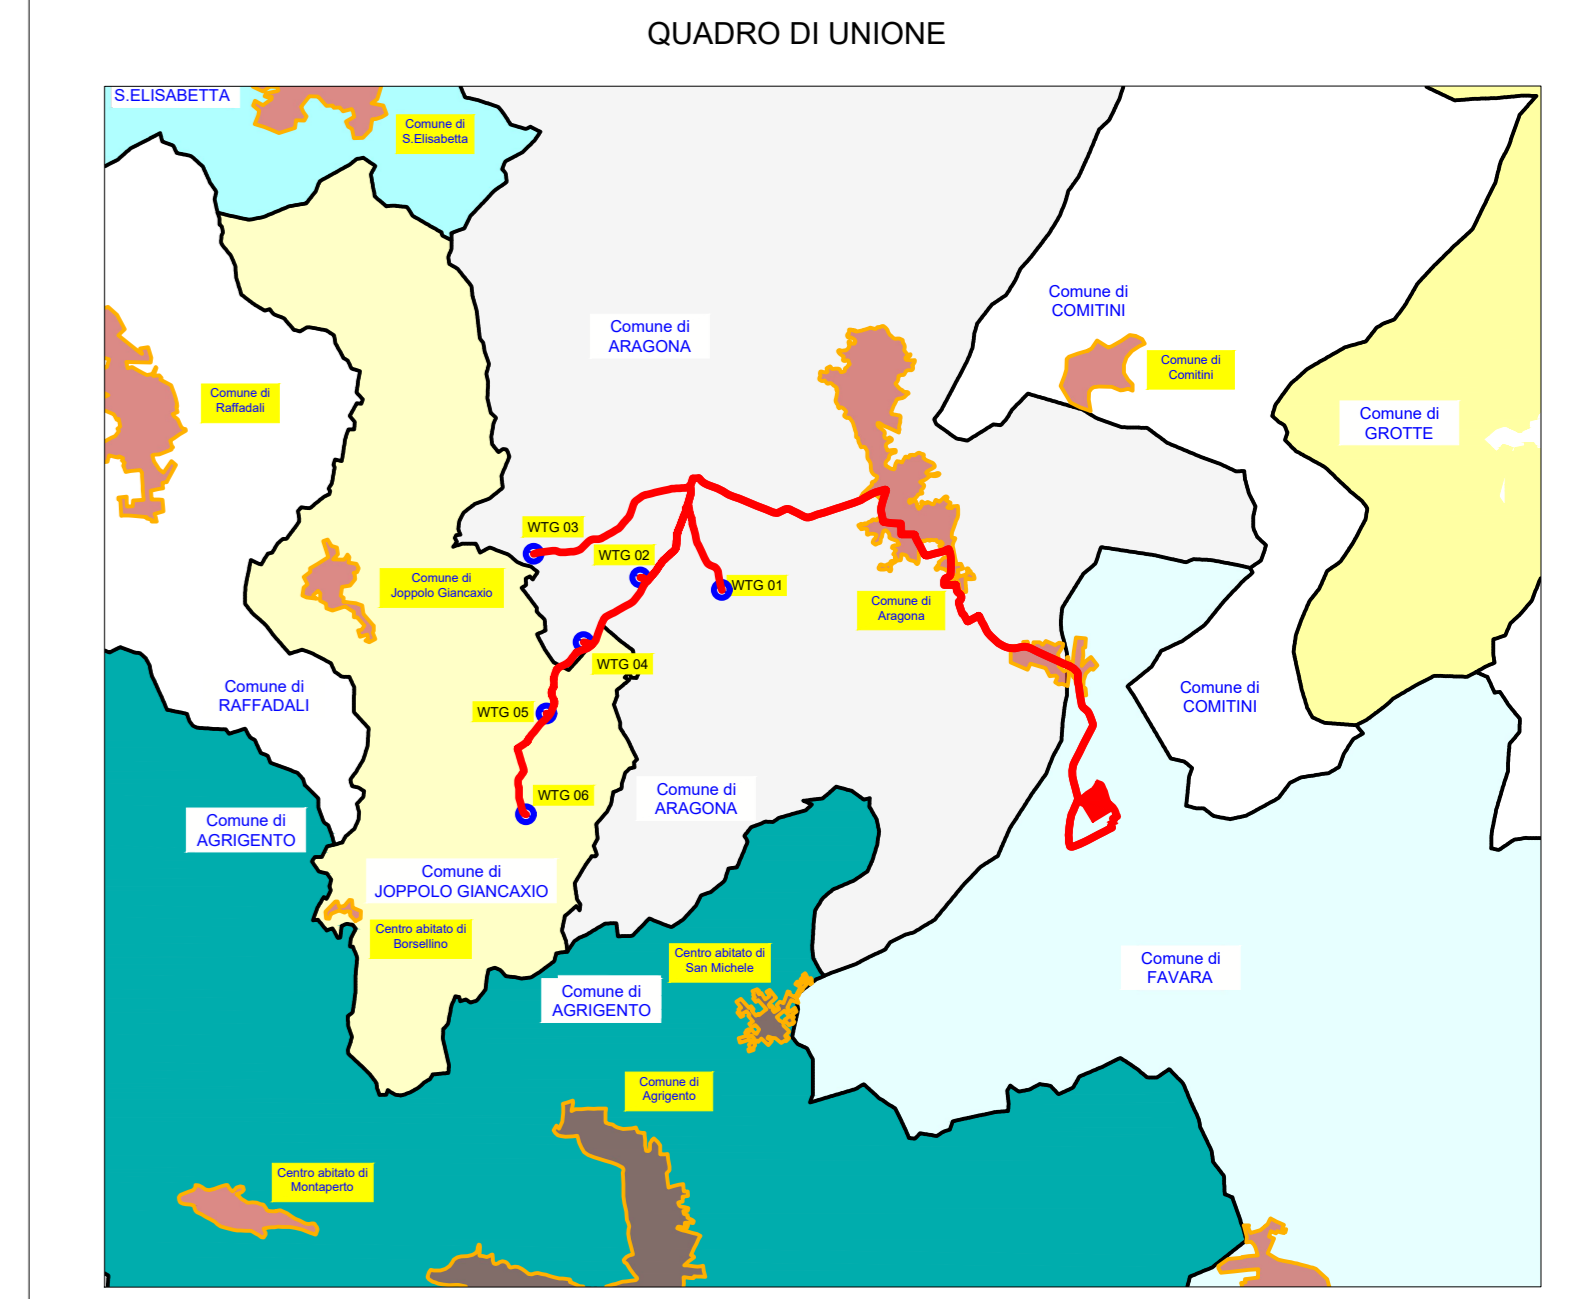 QUADRO DI UNIONE
S.ELISABETTA
Comune di
S.Elisabetta
Comune di
COMITINI
Comune di
ARAGONA
Comune di
Comitini
Comune di
Raffadali
Comune di
GROTTE
WTG 03
WTG 02
WTG 01
Comune di
Joppolo Giancaxio
Comune di
Aragona
WTG 04
Comune di
RAFFADALI
Comune di
COMITINI
WTG 05
WTG 06
Comune di
ARAGONA
Comune di
AGRIGENTO
Comune di
JOPPOLO GIANCAXIO
Centro abitato di
Borsellino
Centro abitato di
San Michele
Comune di
FAVARA
Comune di
AGRIGENTO
Comune di
Agrigento
Centro abitato di
Montaperto